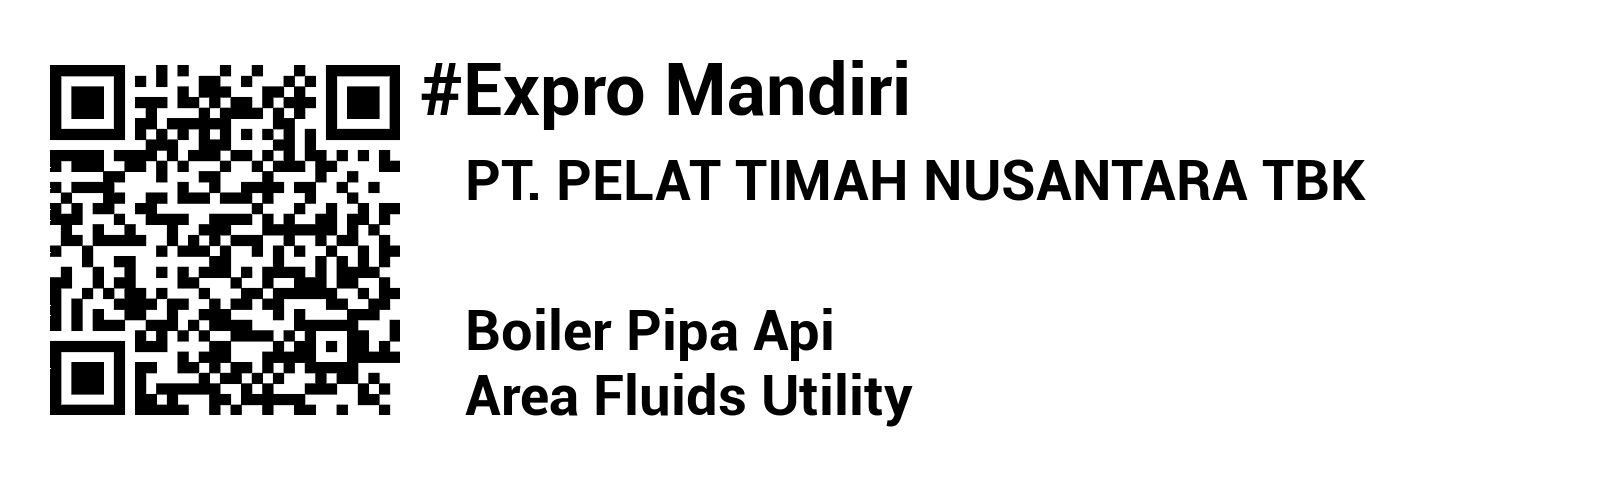 #Expro Mandiri
PT. PELAT TIMAH NUSANTARA TBK
Boiler Pipa Api
Area Fluids Utility